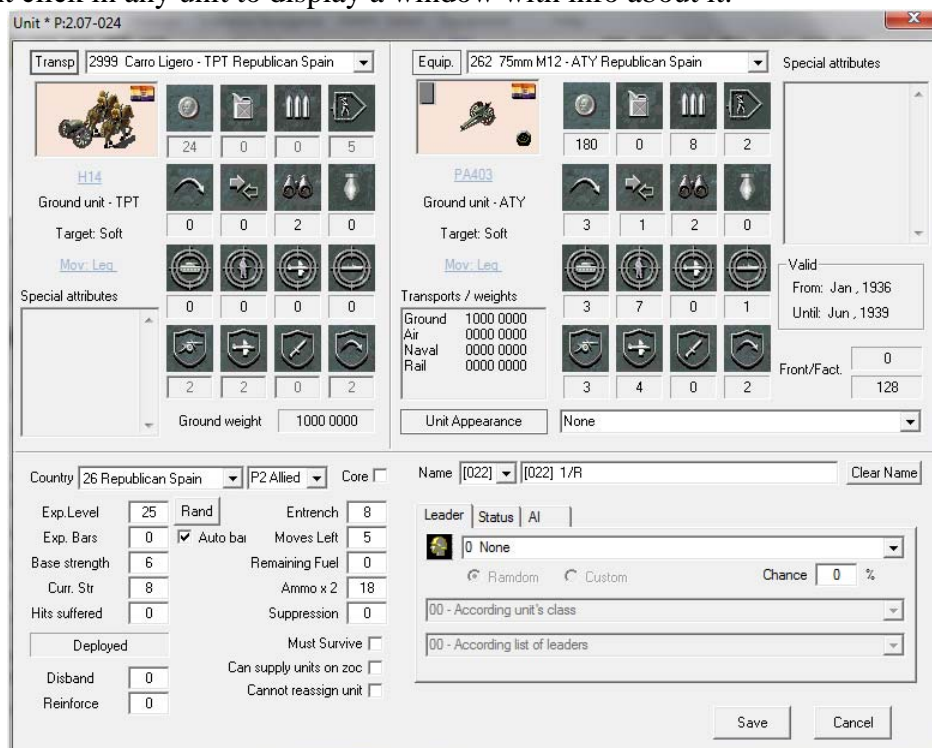 t click in any unit to display a window with info about it.
Unit * P:2.07-024
Transp 2999 Carro Ligero - TPT Republican Spain
24 0 0 5
H14
Ground unit - TPT
0 0 2 0
Target: Soft
Mov: Leg
0 0 0 0
Special attributes
2 2 0 2
Ground weight 1000 0000
Equip. 262 75mm M12 - ATY Republican Spain
180 0 8 2
PA403
Ground unit - ATY
3 1 2 0
Target: Soft
Mov: Leg
3 7 0 1
Transports / weights
Ground 1000 0000
Air 0000 0000
Naval 0000 0000
Rail 0000 0000
3 4 0 2
Unit Appearance None
Special attributes
Valid
From: Jan , 1936
Until: Jun , 1939
Front/Fact. 0
128
Country 26 Republican Spain P2 Allied Core
Exp.Level 25 Rand Entrench 8
Exp. Bars 0 Auto bai Moves Left 5
Base strength 6 Remaining Fuel 0
Curr. Str 8 Ammo x 2 18
Hits suffered 0 Suppression 0
Deployed Must Survive
Can supply units on zoc
Disband 0
Cannot reassign unit
Reinforce 0
Name [022] [022] 1/R Clear Name
Leader Status AI
0 None
Ramdom Custom Chance 0 %
00 - According unit's class
00 - According list of leaders
Save Cancel